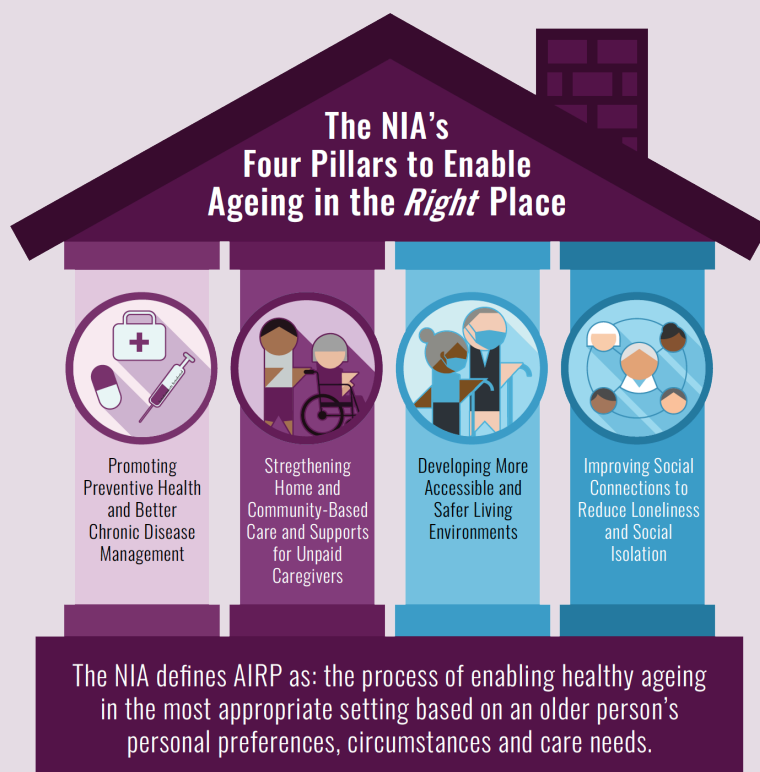 The NIA's
Four Pillars to Enable
Ageing in the Right Place
Promoting
Preventive Health
and Better
Chronic Disease
Management
Stregthening
Home and
Community-Based
Care and Supports
for Unpaid
Caregivers
Developing More
Accessible and
Safer Living
Environments
Improving Social
Connections to
Reduce Loneliness
and Social
Isolation
The NIA defines AIRP as: the process of enabling healthy ageing
in the most appropriate setting based on an older person's
personal preferences, circumstances and care needs.